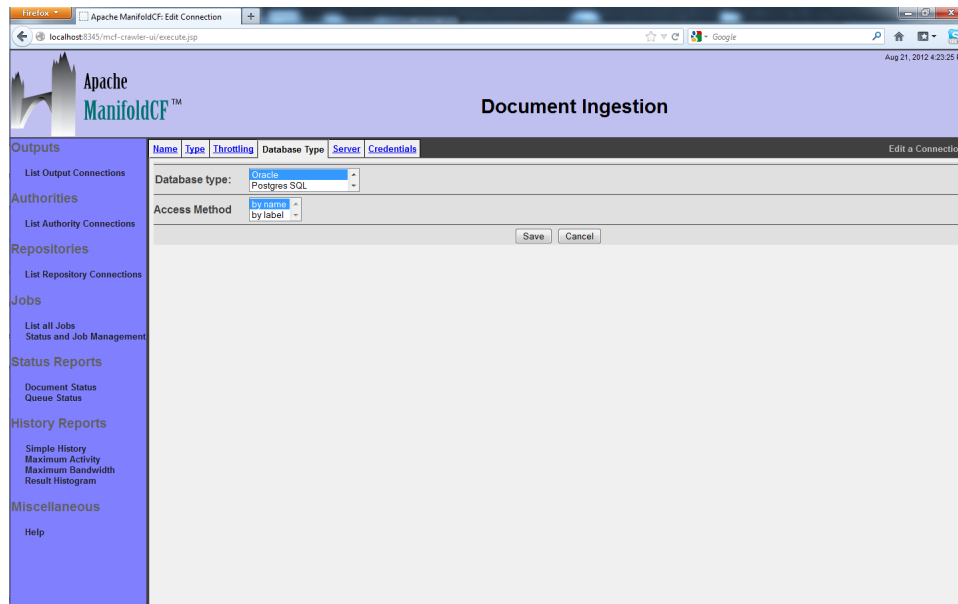 Firefox
Apache ManifoldCF: Edit Connection
+
localhost:8345/mcf-crawler-ui/execute.jsp
Google
Aug 21, 2012 4:23:25
Apache
ManifoldCF™
Document Ingestion
Outputs
List Output Connections
Authorities
List Authority Connections
Repositories
List Repository Connections
Jobs
List all Jobs
Status and Job Management
Status Reports
Document Status
Queue Status
History Reports
Simple History
Maximum Activity
Maximum Bandwidth
Result Histogram
Miscellaneous
Help
Name Type Throttling Database Type Server Credentials
Edit a Connectio
Database type:
Oracle
Postgres SQL
Access Method
by name
by label
Save Cancel